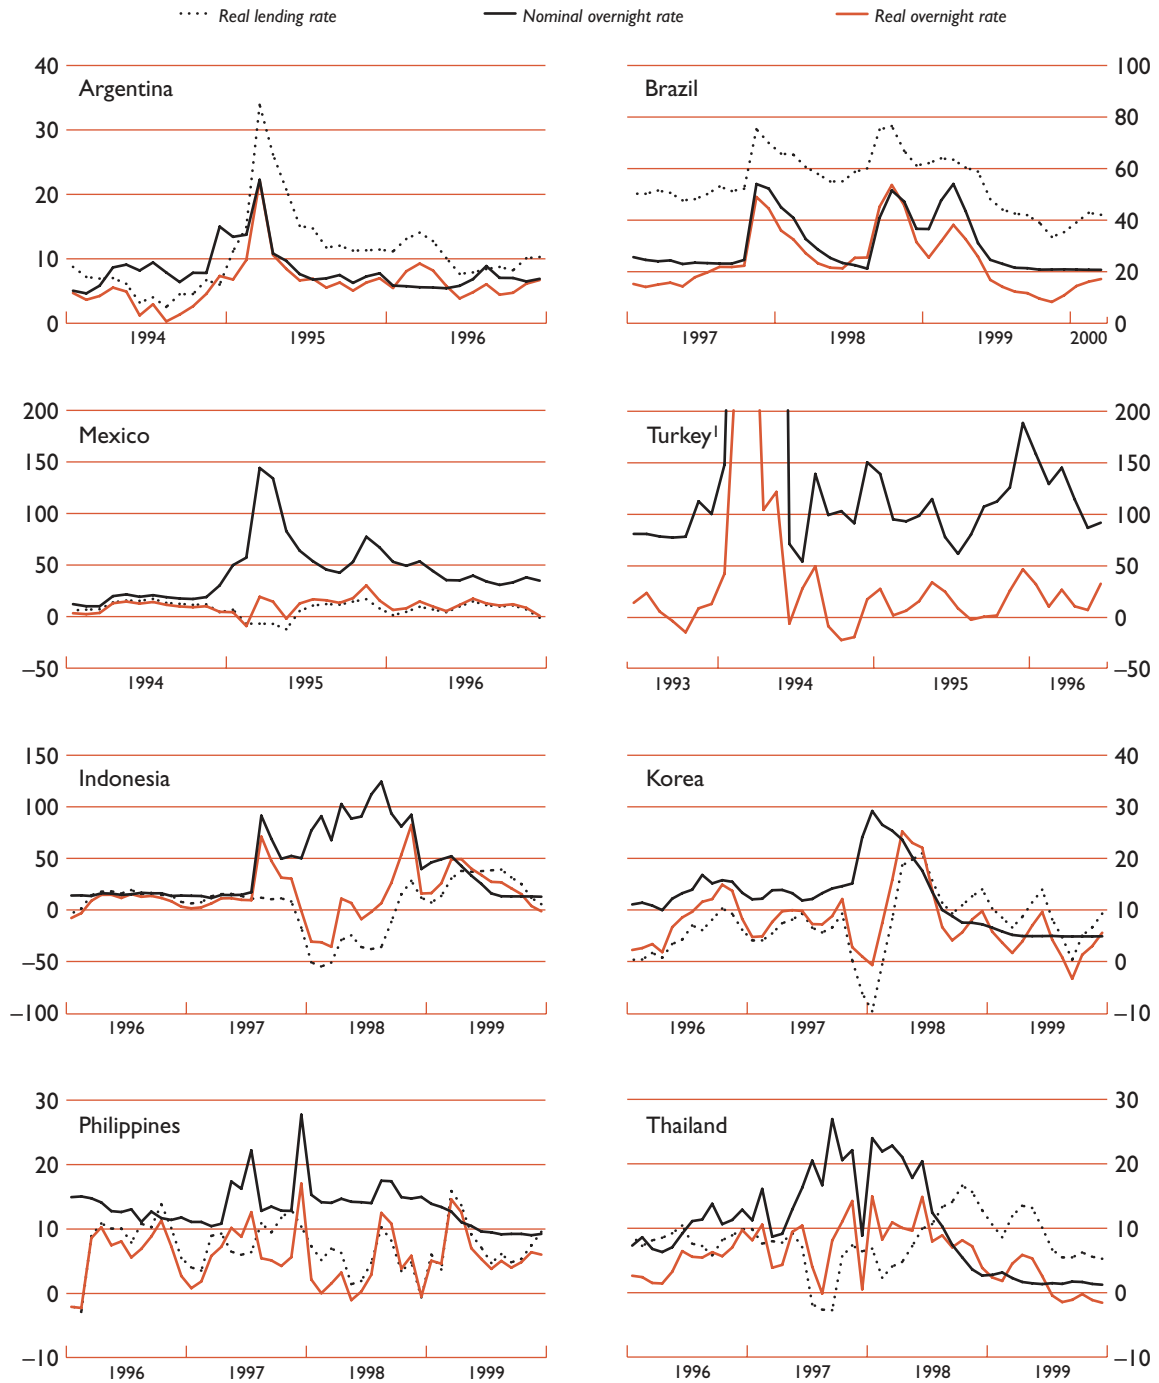 Real lending rate Nominal overnight rate Real overnight rate
40 100
Argentina Brazil
30 80
60
20
40
10
20
0 0
1994 1995 1996 1997 1998 1999 2000
200 200
Mexico Turkey¹
150 150
100 100
50 50
0 0
–50 –50
1994 1995 1996 1993 1994 1995 1996
150 40
Indonesia Korea
100 30
50 20
0 10
–50 0
–100 –10
1996 1997 1998 1999 1996 1997 1998 1999
30 30
Philippines Thailand
20 20
10 10
0 0
–10 –10
1996 1997 1998 1999 1996 1997 1998 1999